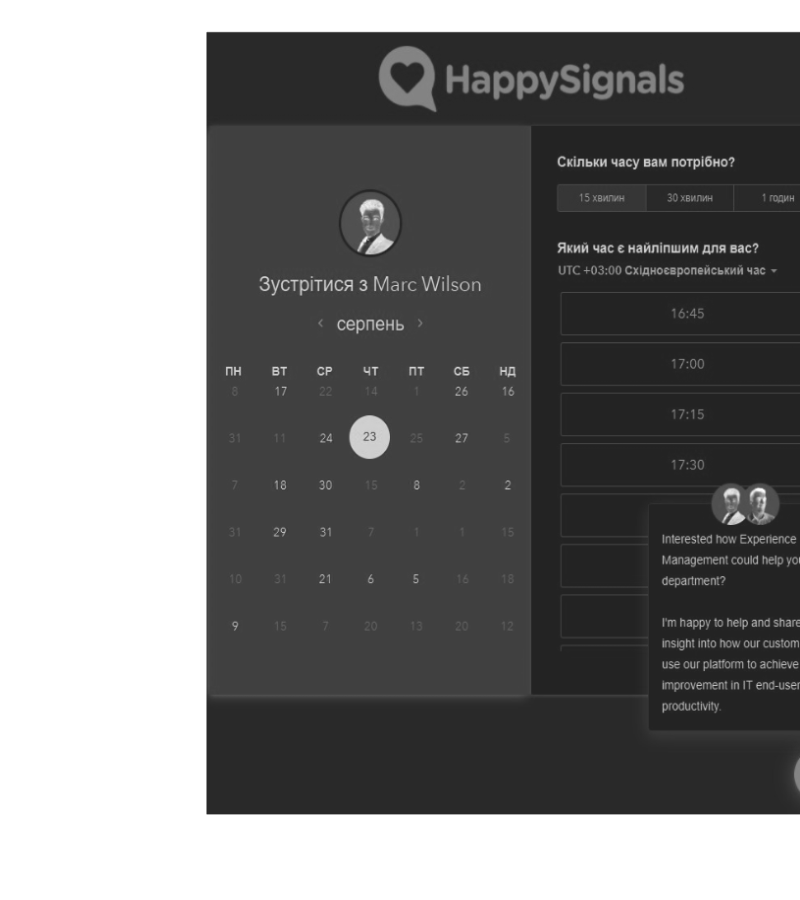 HappySignals
Зустрітися з Marc Wilson
‹ серпень ›
ПН ВТ СР ЧТ ПТ СБ НД
8 17 22 14 1 26 16
31 11 24 23 25 27 5
7 18 30 15 8 2 2
31 29 31 7 1 1 15
10 31 21 6 5 16 18
9 15 7 20 13 20 12
Скільки часу вам потрібно?
15 хвилин 30 хвилин 1 годин
Який час є найліпшим для вас?
UTC +03:00 Східноєвропейський час
16:45
17:00
17:15
17:30
Interested how Experience
Management could help you
department?
I'm happy to help and share
insight into how our custom
use our platform to achieve
improvement in IT end-user
productivity.